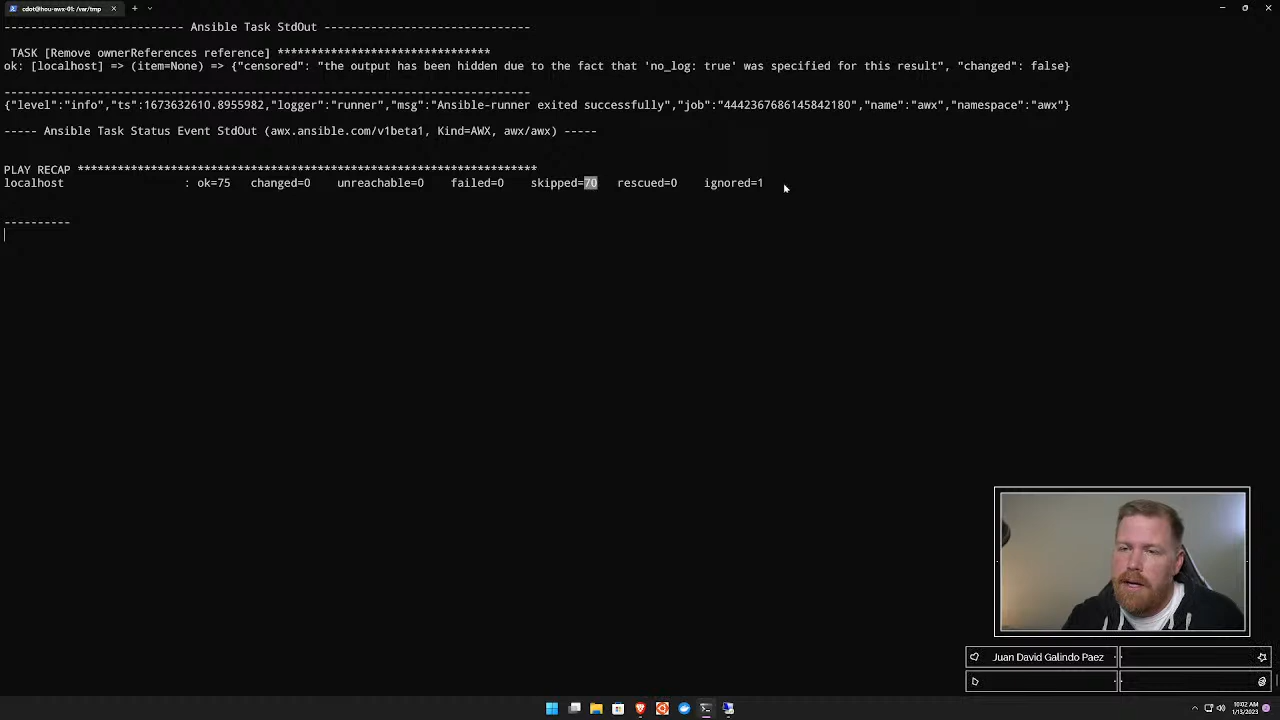 cdot@hou-awx-01: /var/tmp
------------------------- Ansible Task StdOut -------------------------------
TASK [Remove ownerReferences reference] ********************************
ok: [localhost] => (item=None) => {"censored": "the output has been hidden due to the fact that 'no_log: true' was specified for this result", "changed": false}
-------------------------------------------------------------------------------
{"level":"info","ts":1673632610.8955982,"logger":"runner","msg":"Ansible-runner exited successfully","job":"4442367686145842180","name":"awx","namespace":"awx"}
----- Ansible Task Status Event StdOut (awx.ansible.com/v1beta1, Kind=AWX, awx/awx) -----
PLAY RECAP *********************************************************************
localhost : ok=75 changed=0 unreachable=0 failed=0 skipped=70 rescued=0 ignored=1
----------
Juan David Galindo Paez
10:02 AM
1/13/2023